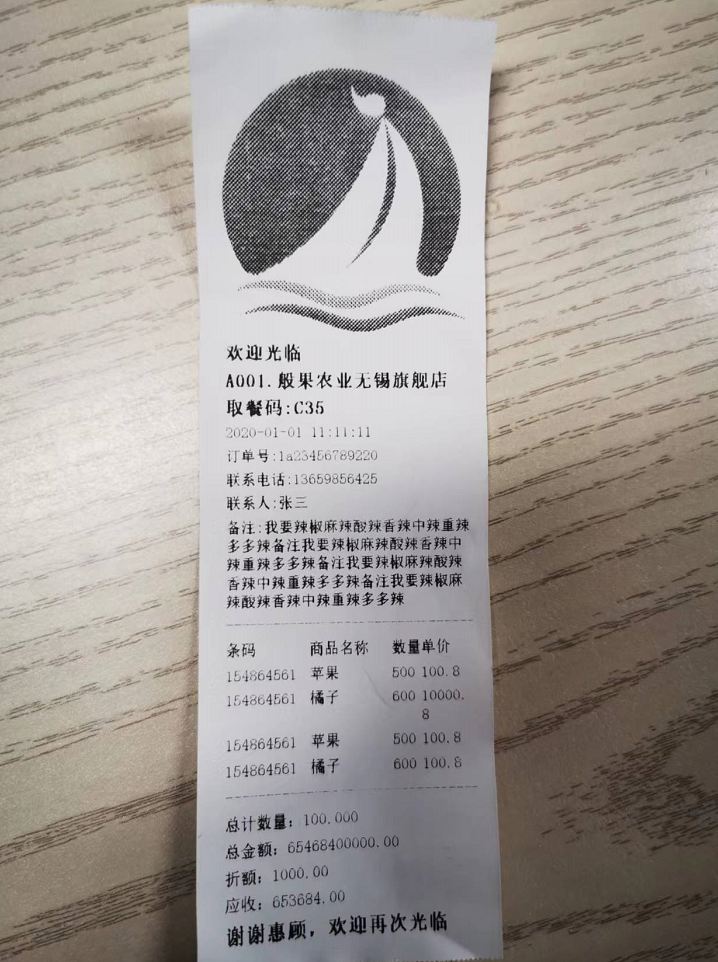 欢迎光临
A001.般果农业无锡旗舰店
取餐码:C35
2020-01-01 11:11:11
订单号:1a23456789220
联系电话:13659856425
联系人:张三
备注:我要辣椒麻辣酸辣香辣中辣重辣
多多辣备注我要辣椒麻辣酸辣香辣中
辣重辣多多辣备注我要辣椒麻辣酸辣
香辣中辣重辣多多辣备注我要辣椒麻
辣酸辣香辣中辣重辣多多辣
条码 商品名称 数量单价
154864561 苹果 500 100.8
154864561 橘子 600 10000.
8
154864561 苹果 500 100.8
154864561 橘子 600 100.8
总计数量: 100.000
总金额: 65468400000.00
折额: 1000.00
应收: 653684.00
谢谢惠顾，欢迎再次光临